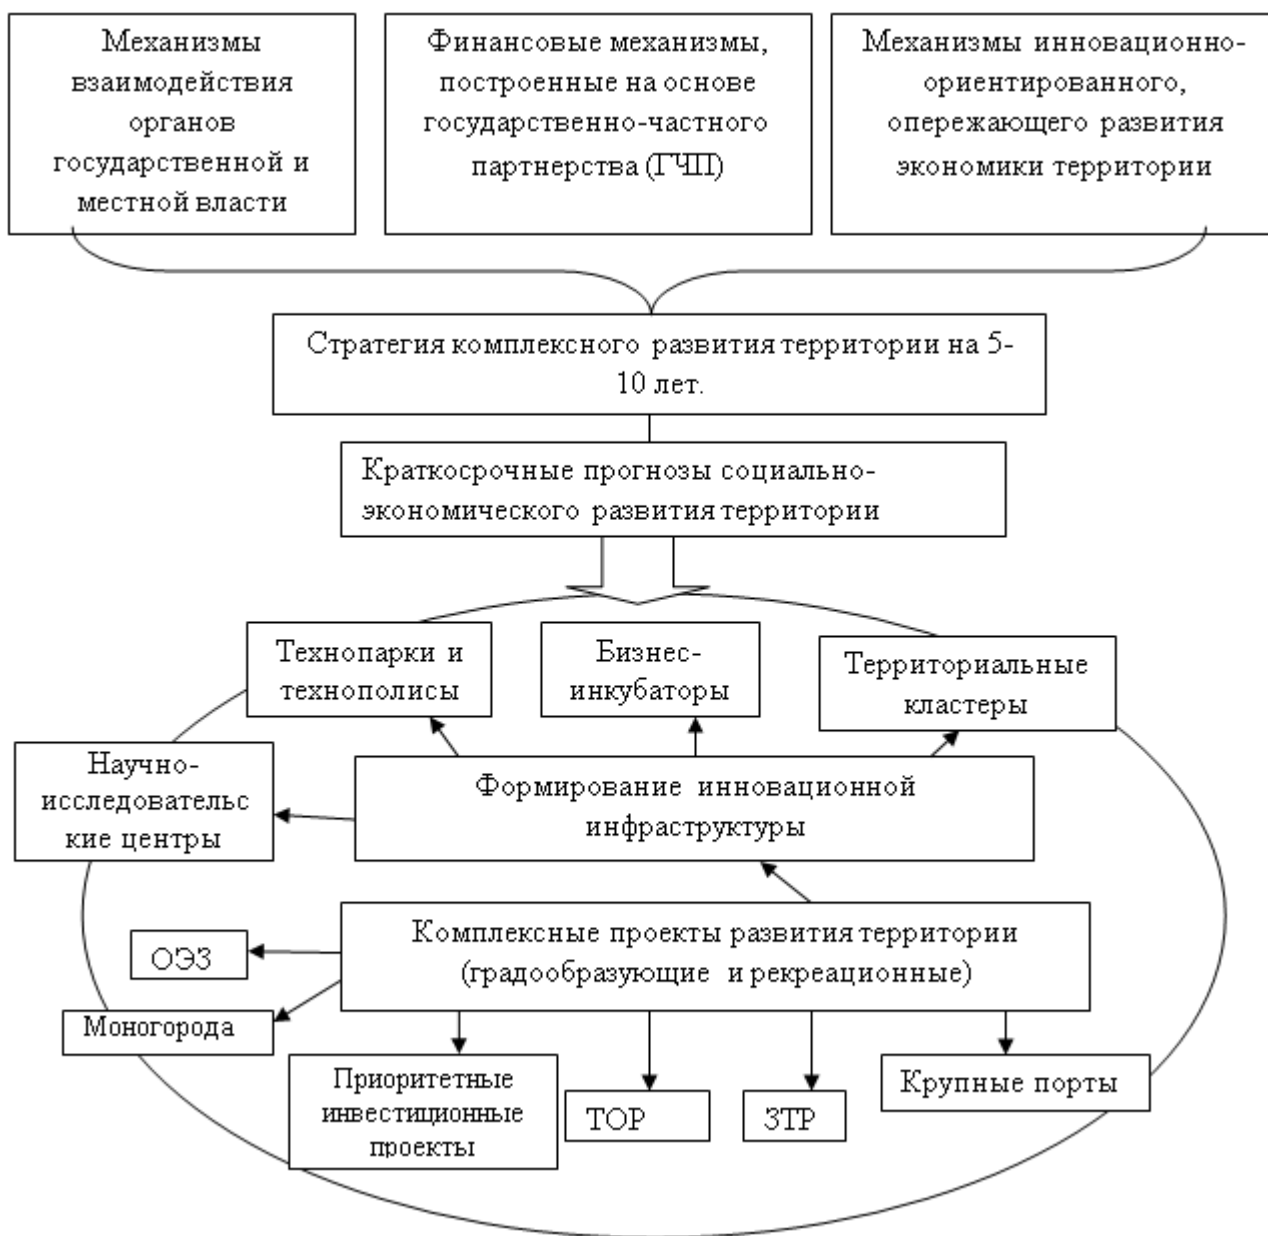 Механизмы
взаимодействия
органов
государственной и
местной власти
Финансовые механизмы,
построенные на основе
государственно-частного
партнерства (ГЧП)
Механизмы инновационно-
ориентированного,
опережающего развития
экономики территории
Стратегия комплексного развития территории на 5-
10 лет.
Краткосрочные прогнозы социально-
экономического развития территории
Технопарки и
технополисы
Бизнес-
инкубаторы
Территориальные
кластеры
Научно-
исследовательс
кие центры
Формирование инновационной
инфраструктуры
Комплексные проекты развития территории
(градообразующие и рекреационные)
ОЭЗ
Моногорода
Приоритетные
инвестиционные
проекты
ТОР
ЗТР
Крупные порты